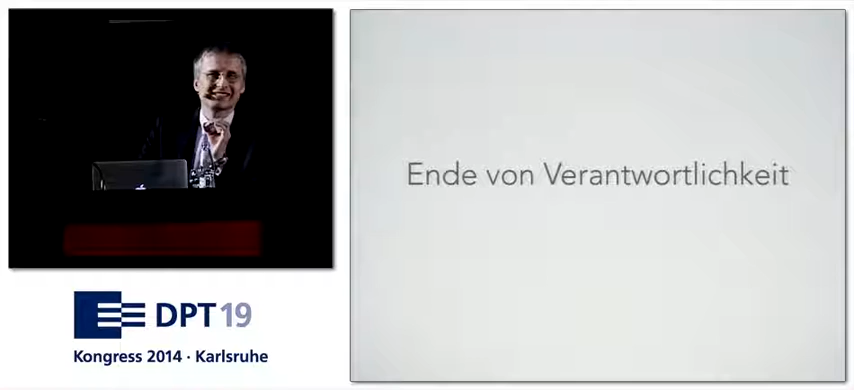 Ende von Verantwortlichkeit
DPT 19
Kongress 2014 · Karlsruhe